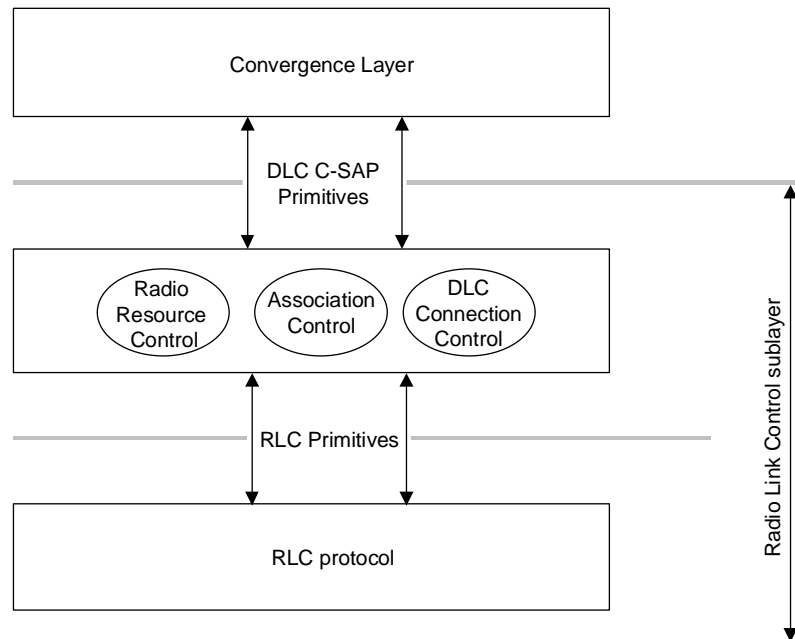 Convergence Layer
DLC C-SAP
Primitives
Radio
Resource
Control
Association
Control
DLC
Connection
Control
RLC Primitives
RLC protocol
Radio Link Control sublayer